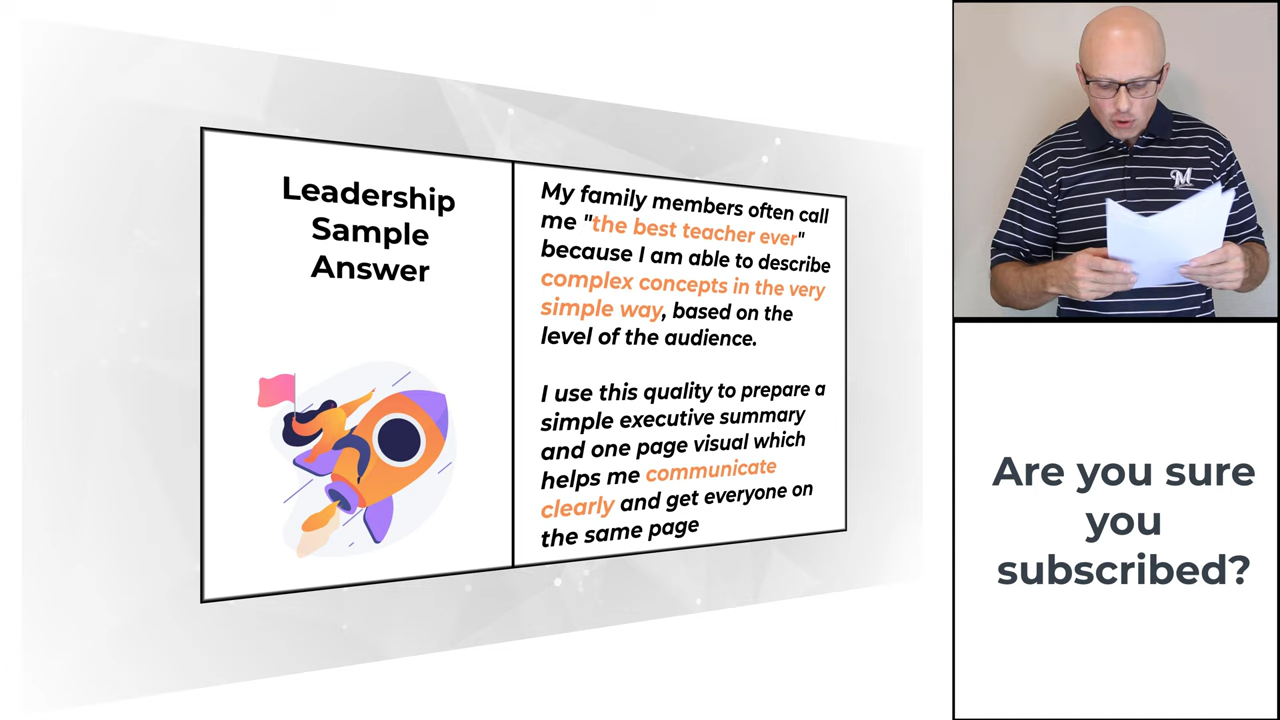 Leadership
Sample
Answer
My family members often call
me "the best teacher ever"
because I am able to describe
complex concepts in the very
simple way, based on the
level of the audience.
I use this quality to prepare a
simple executive summary
and one page visual which
helps me communicate
clearly and get everyone on
the same page
M
Are you sure
you
subscribed?